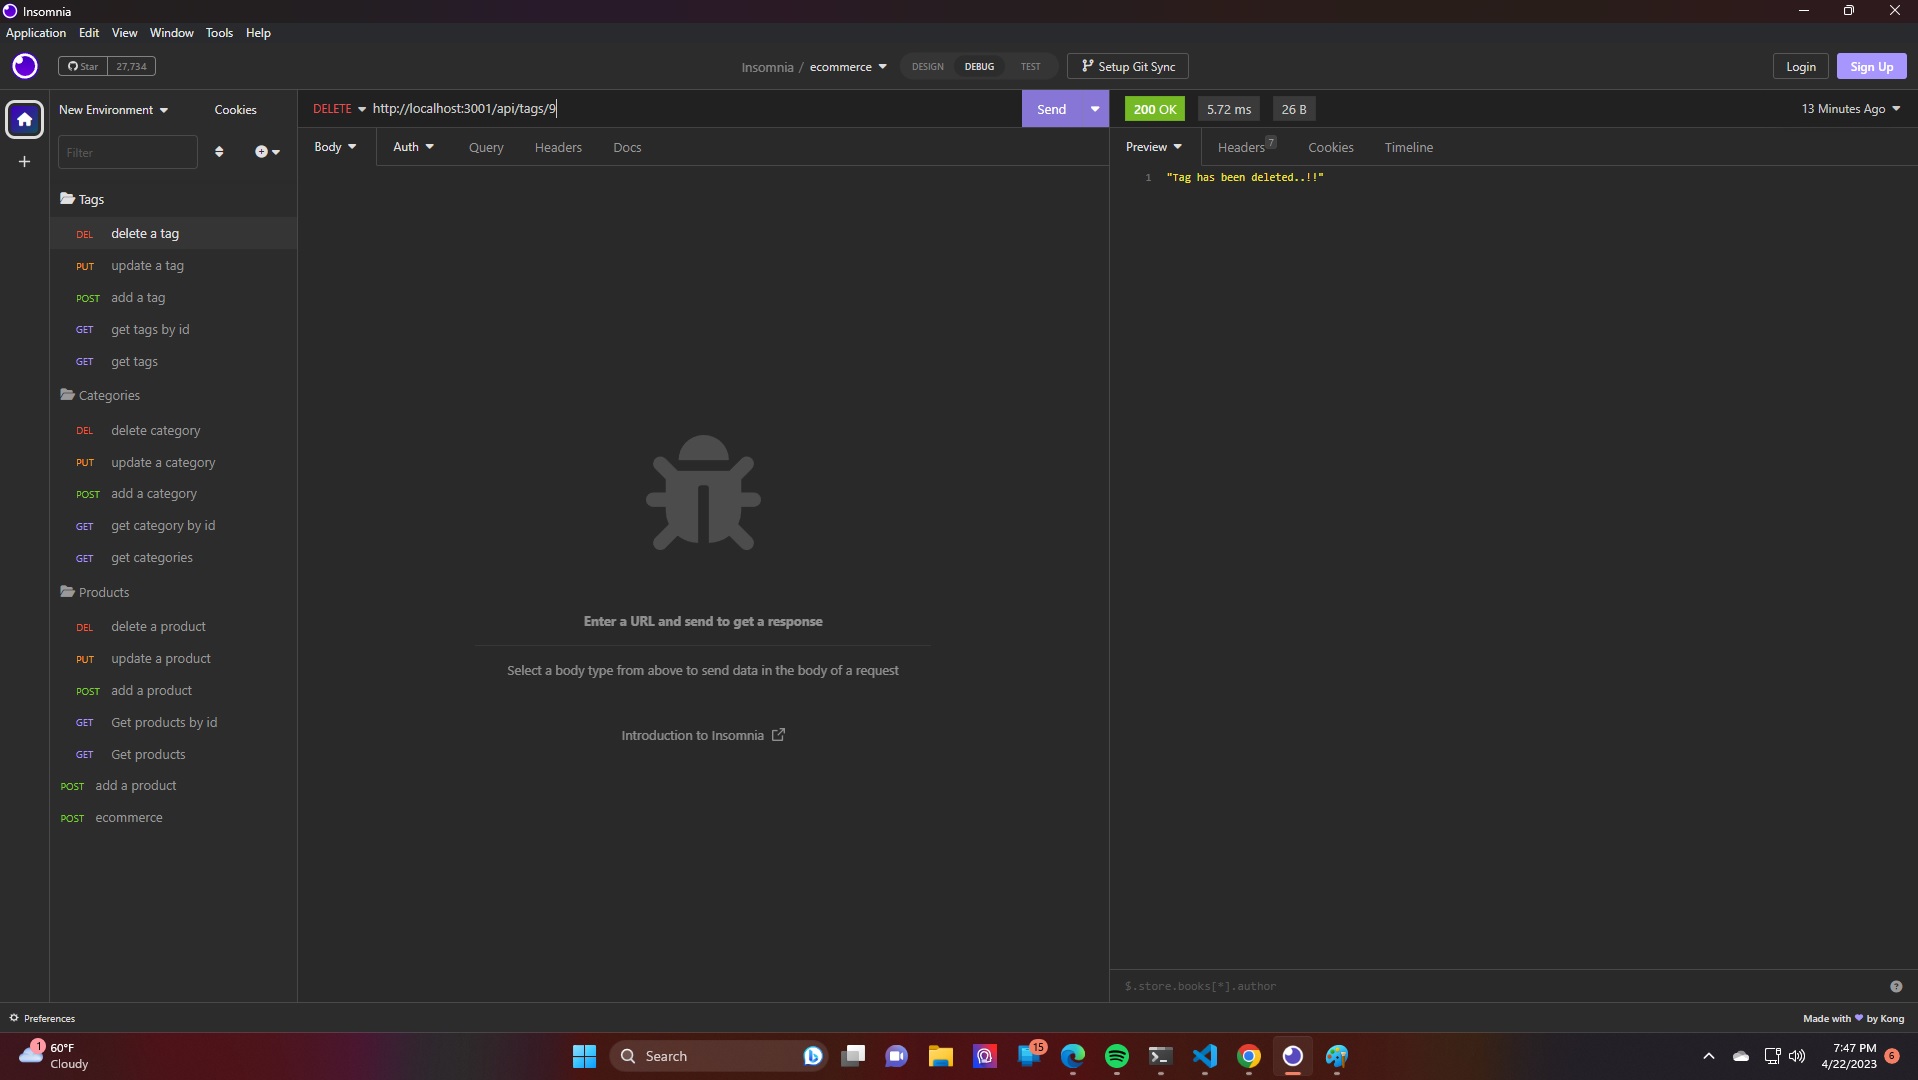 Insomnia
Application Edit View Window Tools Help
Star 27,734
Insomnia / ecommerce
DESIGN DEBUG TEST
Setup Git Sync
Login Sign Up
New Environment Cookies
Filter
Tags
DEL delete a tag
PUT update a tag
POST add a tag
GET get tags by id
GET get tags
Categories
DEL delete category
PUT update a category
POST add a category
GET get category by id
GET get categories
Products
DEL delete a product
PUT update a product
POST add a product
GET Get products by id
GET Get products
POST add a product
POST ecommerce
DELETE http://localhost:3001/api/tags/9
Send
Body Auth Query Headers Docs
Enter a URL and send to get a response
Select a body type from above to send data in the body of a request
Introduction to Insomnia
200 OK 5.72 ms 26 B
13 Minutes Ago
Preview Headers 7 Cookies Timeline
1 "Tag has been deleted..!!"
$.store.books[*].author
?
Preferences
Made with by Kong
1
60°F
Cloudy
Search
15
7:47 PM
4/22/2023
6